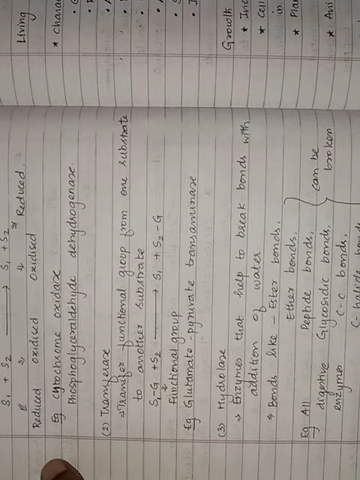 S1 + S2 → S1 + S2
Reduced oxidised oxidised Reduced
Eg Cytochrome oxidase
Phosphoglyceraldehyde dehydrogenase
(2) Transferase
→ Transfer functional group from one substrate
to another substrate
S1-G + S2 → S1 + S2-G
Functional group
Eg Glutamate-pyruvate transaminase
(3) Hydrolase
→ Enzymes that help to break bonds with
addition of water
→ Bonds like - Ester bonds,
Ether bonds,
Eg All Peptide bonds,
digestive Glycosidic bonds,
enzymes C-C bonds,
can be
broken
Living
* Charac
Growth
* Inc
* Cell
in
* Plan
* Ani